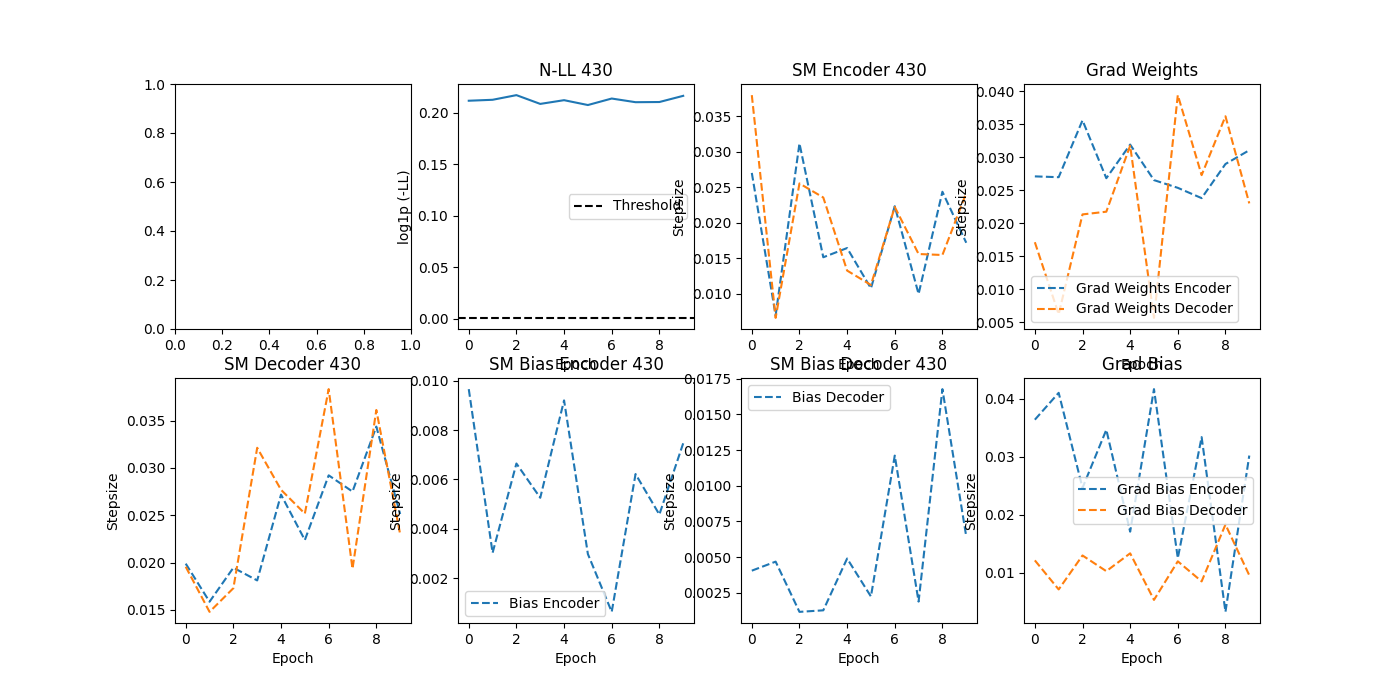 N-LL 430
SM Encoder 430
Grad Weights
1.0
0.8
0.6
0.4
0.2
0.0
0.0 0.2 0.4 0.6 0.8 1.0
log1p (-LL)
0.20
0.15
0.10
0.05
0.00
Threshold
0 2 4 6 8
Epoch
Stepsize
0.035
0.030
0.025
0.020
0.015
0.010
0 2 4 6 8
Epoch
Stepsize
0.040
0.035
0.030
0.025
0.020
0.015
0.010
0.005
Grad Weights Encoder
Grad Weights Decoder
0 2 4 6 8
Epoch
SM Decoder 430
SM Bias Encoder 430
SM Bias Decoder 430
Grad Bias
Stepsize
0.035
0.030
0.025
0.020
0.015
0 2 4 6 8
Epoch
Stepsize
0.010
0.008
0.006
0.004
0.002
Bias Encoder
0 2 4 6 8
Epoch
Stepsize
0.0175
0.0150
0.0125
0.0100
0.0075
0.0050
0.0025
Bias Decoder
0 2 4 6 8
Epoch
Stepsize
0.04
0.03
0.02
0.01
Grad Bias Encoder
Grad Bias Decoder
0 2 4 6 8
Epoch